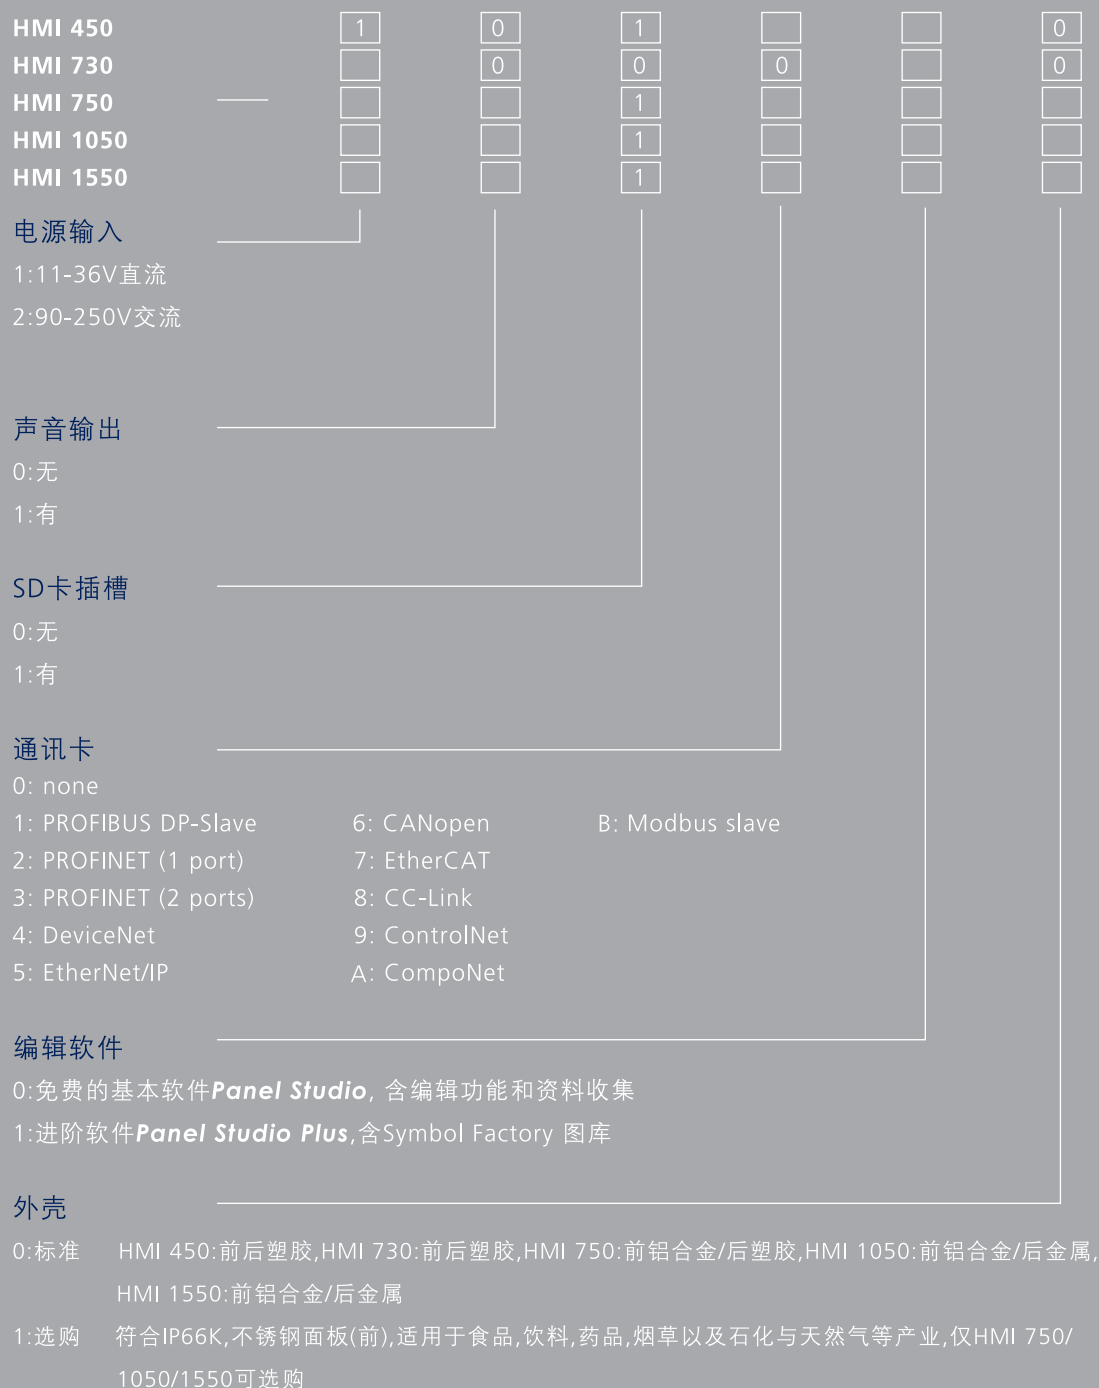 HMI 450 1 0 1 0
HMI 730 0 0 0 0
HMI 750 1
HMI 1050 1
HMI 1550 1
电源输入
1:11-36V直流
2:90-250V交流
声音输出
0:无
1:有
SD卡插槽
0:无
1:有
通讯卡
0: none
1: PROFIBUS DP-Slave 6: CANopen B: Modbus slave
2: PROFINET (1 port) 7: EtherCAT
3: PROFINET (2 ports) 8: CC-Link
4: DeviceNet 9: ControlNet
5: EtherNet/IP A: CompoNet
编辑软件
0:免费的基本软件Panel Studio, 含编辑功能和资料收集
1:进阶软件Panel Studio Plus,含Symbol Factory 图库
外壳
0:标准 HMI 450:前后塑胶,HMI 730:前后塑胶,HMI 750:前铝合金/后塑胶,HMI 1050:前铝合金/后金属,
HMI 1550:前铝合金/后金属
1:选购 符合IP66K,不锈钢面板(前),适用于食品,饮料,药品,烟草以及石化与天然气等产业,仅HMI 750/
1050/1550可选购